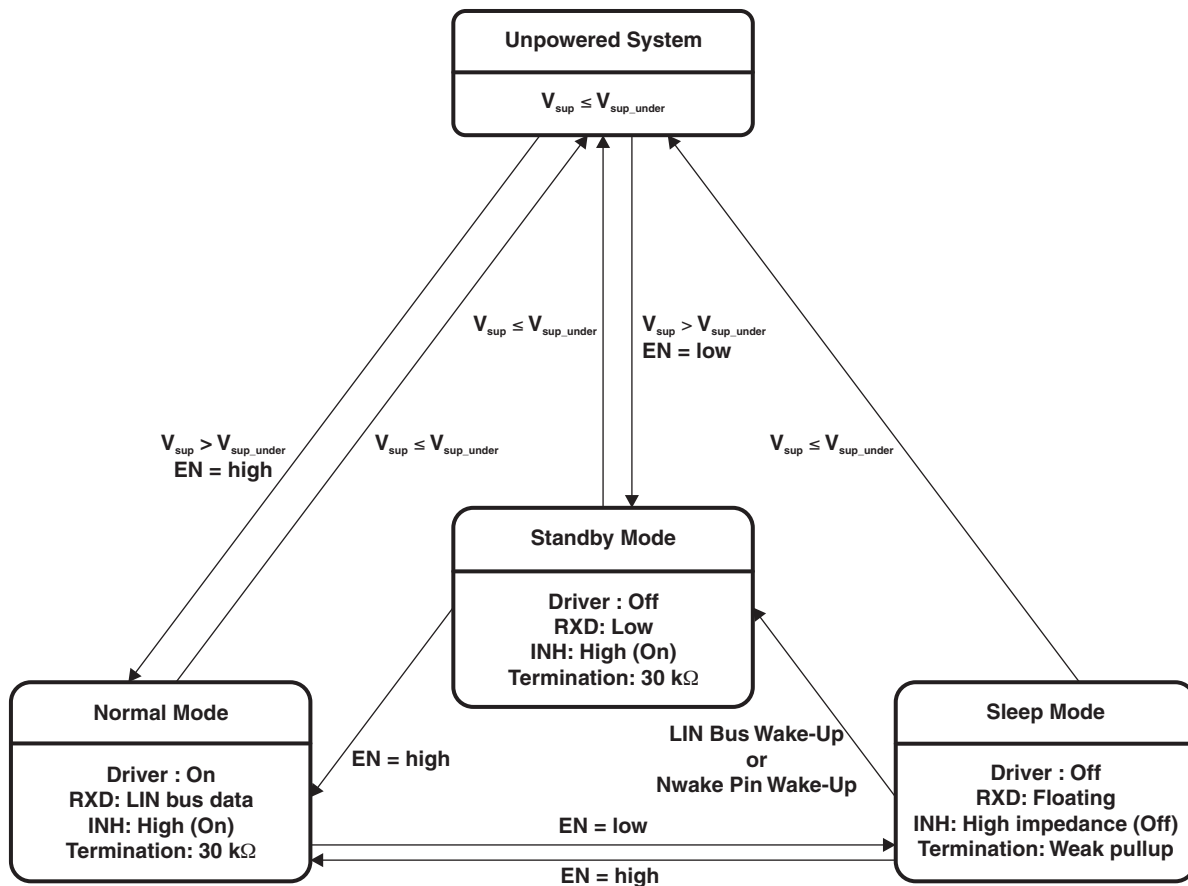 Unpowered System
Vsup ≤ Vsup_under
Vsup ≤ Vsup_under
Vsup > Vsup_under
EN = low
Vsup > Vsup_under
EN = high
Vsup ≤ Vsup_under
Vsup ≤ Vsup_under
Standby Mode
Driver : Off
RXD: Low
INH: High (On)
Termination: 30 kΩ
Normal Mode
Driver : On
RXD: LIN bus data
INH: High (On)
Termination: 30 kΩ
EN = high
LIN Bus Wake-Up
or
Nwake Pin Wake-Up
Sleep Mode
Driver : Off
RXD: Floating
INH: High impedance (Off)
Termination: Weak pullup
EN = low
EN = high